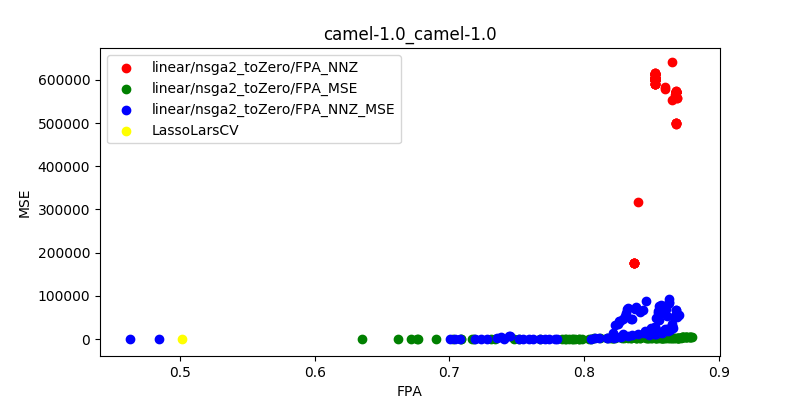 camel-1.0_camel-1.0
linear/nsga2_toZero/FPA_NNZ
linear/nsga2_toZero/FPA_MSE
linear/nsga2_toZero/FPA_NNZ_MSE
LassoLarsCV
MSE
600000
500000
400000
300000
200000
100000
0
0.5 0.6 0.7 0.8 0.9
FPA